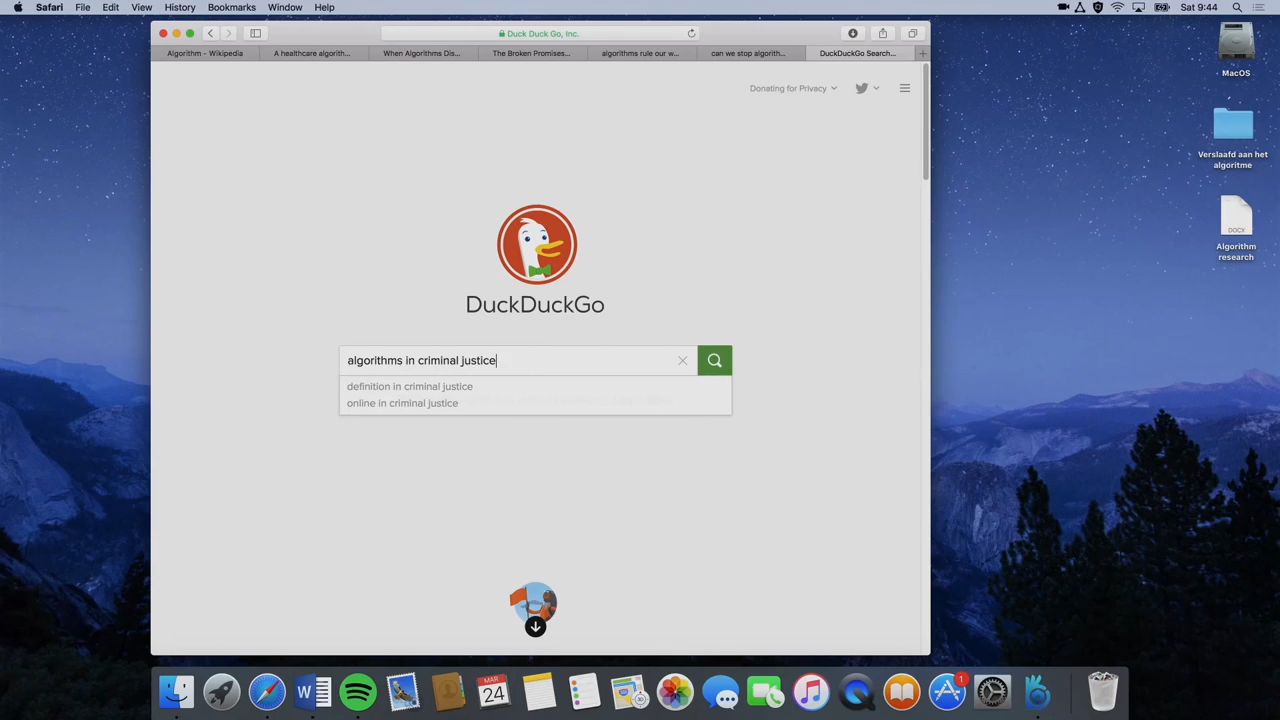 Safari File Edit View History Bookmarks Window Help
Sat 9:44
Duck Duck Go, Inc.
Algorithm - Wikipedia
A healthcare algorith...
When Algorithms Dis...
The Broken Promises...
algorithms rule our w...
can we stop algorith...
DuckDuckGo Search...
Donating for Privacy
DuckDuckGo
algorithms in criminal justice
definition in criminal justice
online in criminal justice
MacOS
Verslaafd aan het
algoritme
DOCX
Algorithm
research
W
MAR
24
1